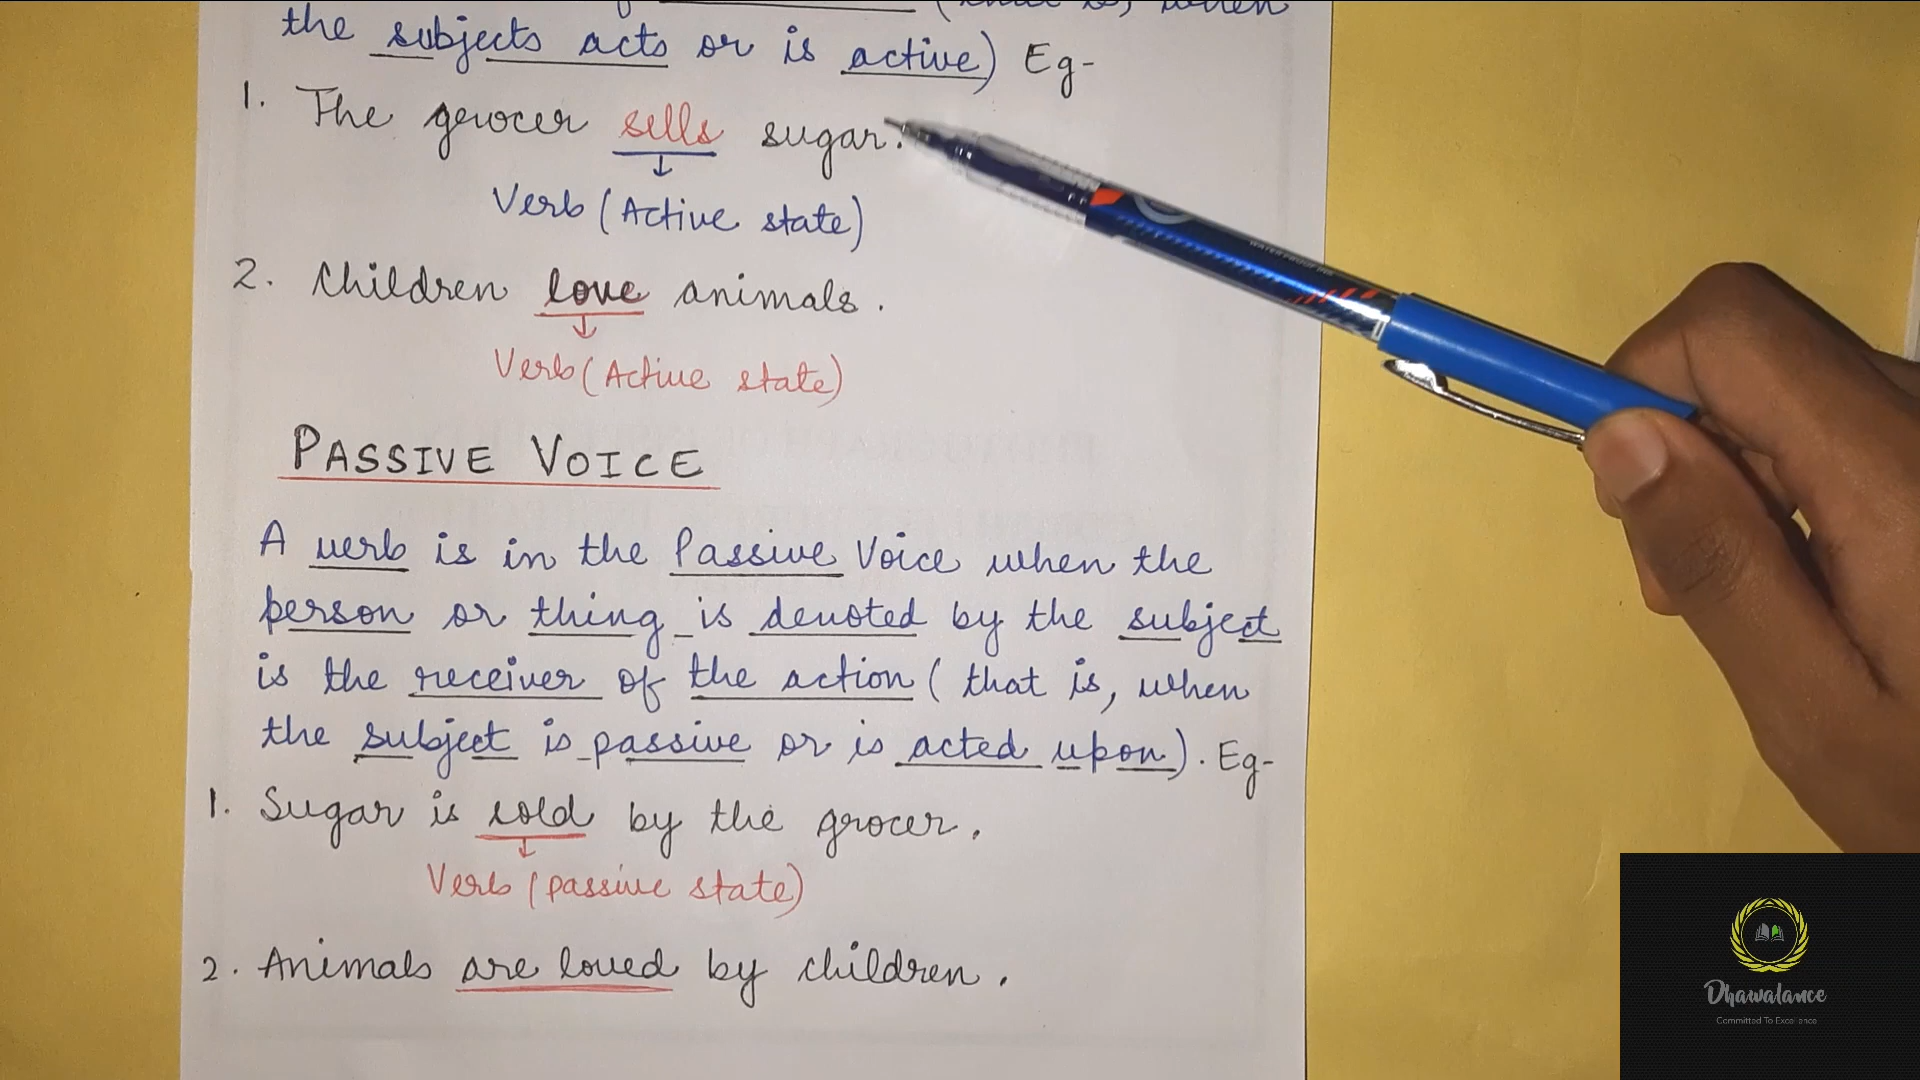 the subjects acts or is active) Eg-
1. The grocer sells sugar.
Verb (Active state)
2. Children love animals.
Verb (Active state)
PASSIVE VOICE
A verb is in the Passive Voice when the
person or thing is denoted by the subject
is the receiver of the action (that is, when
the subject is passive or is acted upon). Eg-
1. Sugar is sold by the grocer.
Verb (passive state)
2. Animals are loved by children.
Dhawalance
Committed To Excellence